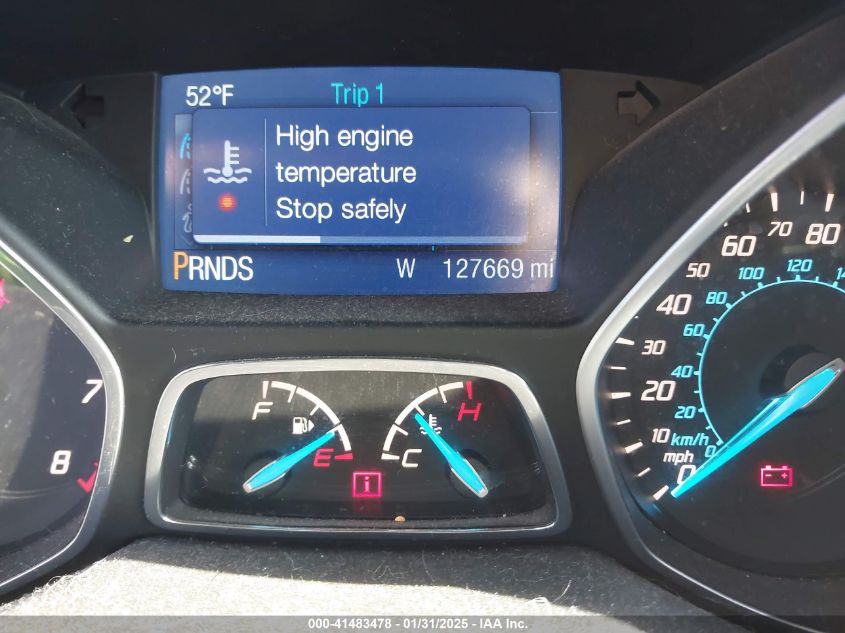 52°F Trip 1
High engine
temperature
Stop safely
PRNDS W 127669 mi
F E C H
i
7
8
80
70
60
50
40
30
20
10
0
mph
km/h
0
20
40
60
80
100
120
000-41483478 - 01/31/2025 - IAA Inc.